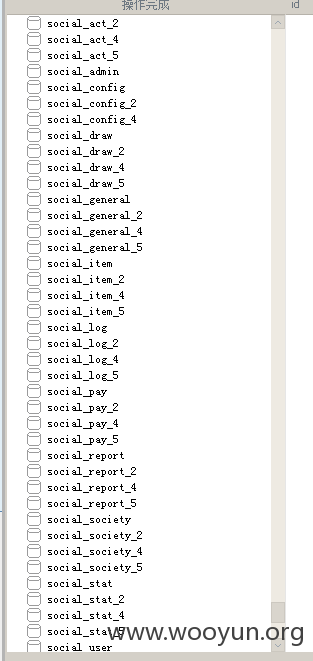 操作完成 id
social_act_2
social_act_4
social_act_5
social_admin
social_config
social_config_2
social_config_4
social_draw
social_draw_2
social_draw_4
social_draw_5
social_general
social_general_2
social_general_4
social_general_5
social_item
social_item_2
social_item_4
social_item_5
social_log
social_log_2
social_log_4
social_log_5
social_pay
social_pay_2
social_pay_4
social_pay_5
social_report
social_report_2
social_report_4
social_report_5
social_society
social_society_2
social_society_4
social_society_5
social_stat
social_stat_2
social_stat_4
social_stat_5
www.wooyun.org
social_user